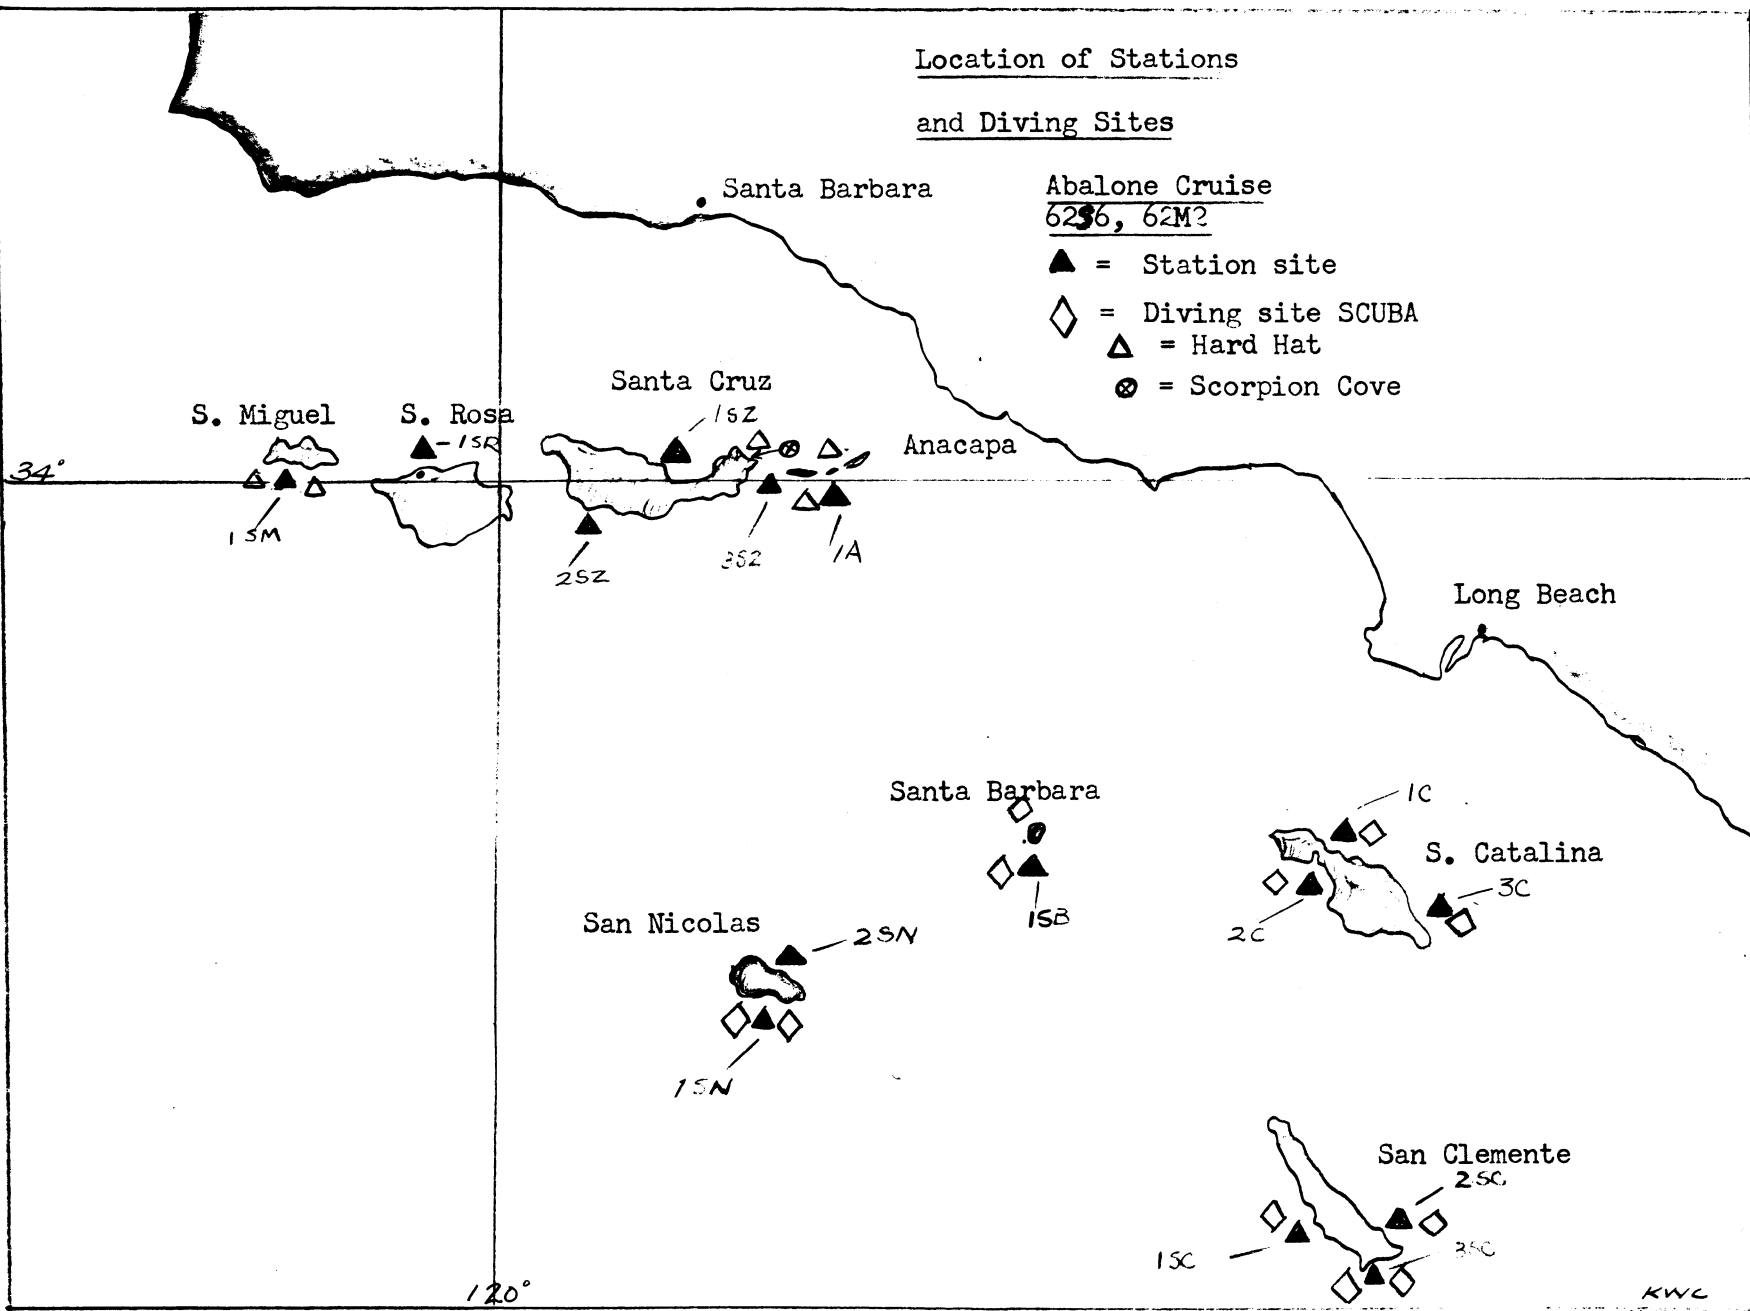 Location of Stations
and Diving Sites
Abalone Cruise
62S6, 62M2
▲ = Station site
◇ = Diving site SCUBA
△ = Hard Hat
⊗ = Scorpion Cove
Santa Barbara
Santa Cruz
1SZ
S. Miguel
S. Rosa
1SR
Anacapa
34°
1SM
2SZ
3SZ
1A
Long Beach
Santa Barbara
1C
S. Catalina
3C
2C
1SB
San Nicolas
2SN
1SN
San Clemente
2SC
1SC
3SC
120°
KWC